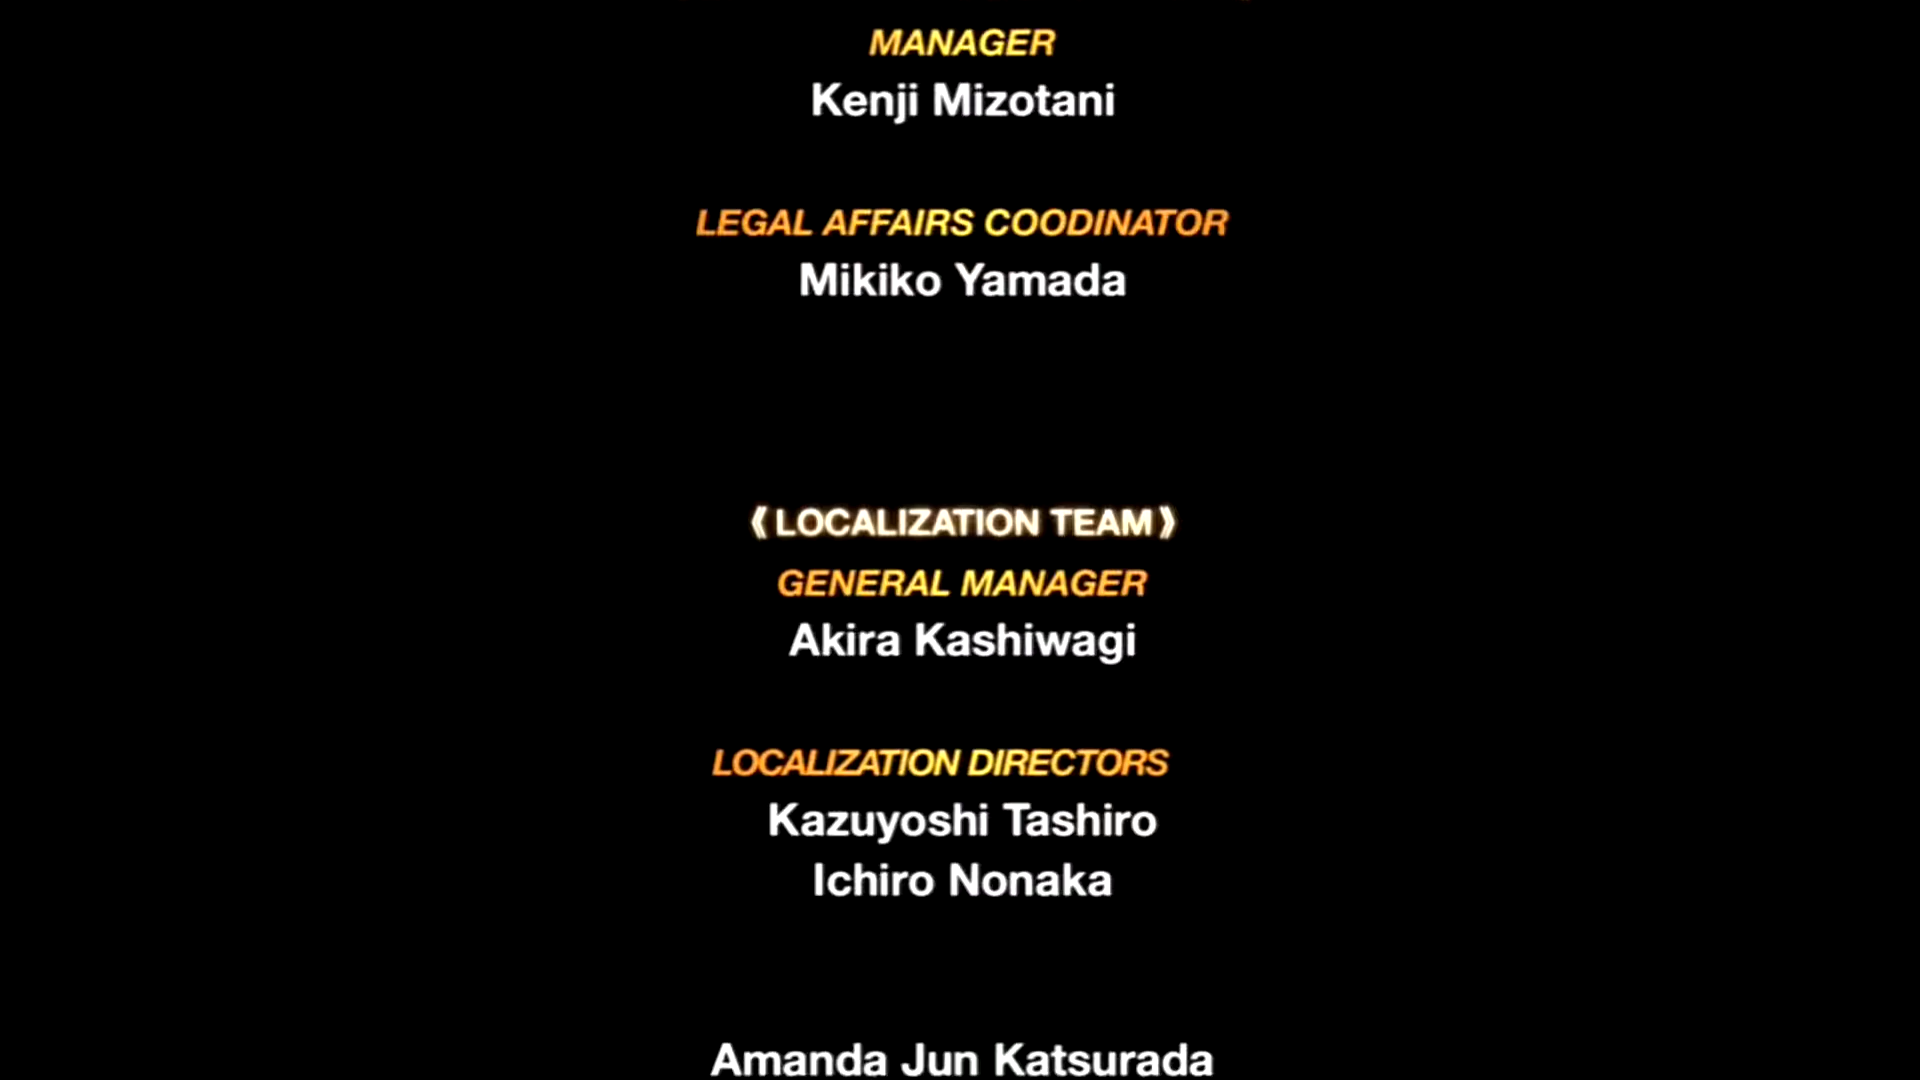 MANAGER
Kenji Mizotani
LEGAL AFFAIRS COODINATOR
Mikiko Yamada
《LOCALIZATION TEAM》
GENERAL MANAGER
Akira Kashiwagi
LOCALIZATION DIRECTORS
Kazuyoshi Tashiro
Ichiro Nonaka
Amanda Jun Katsurada